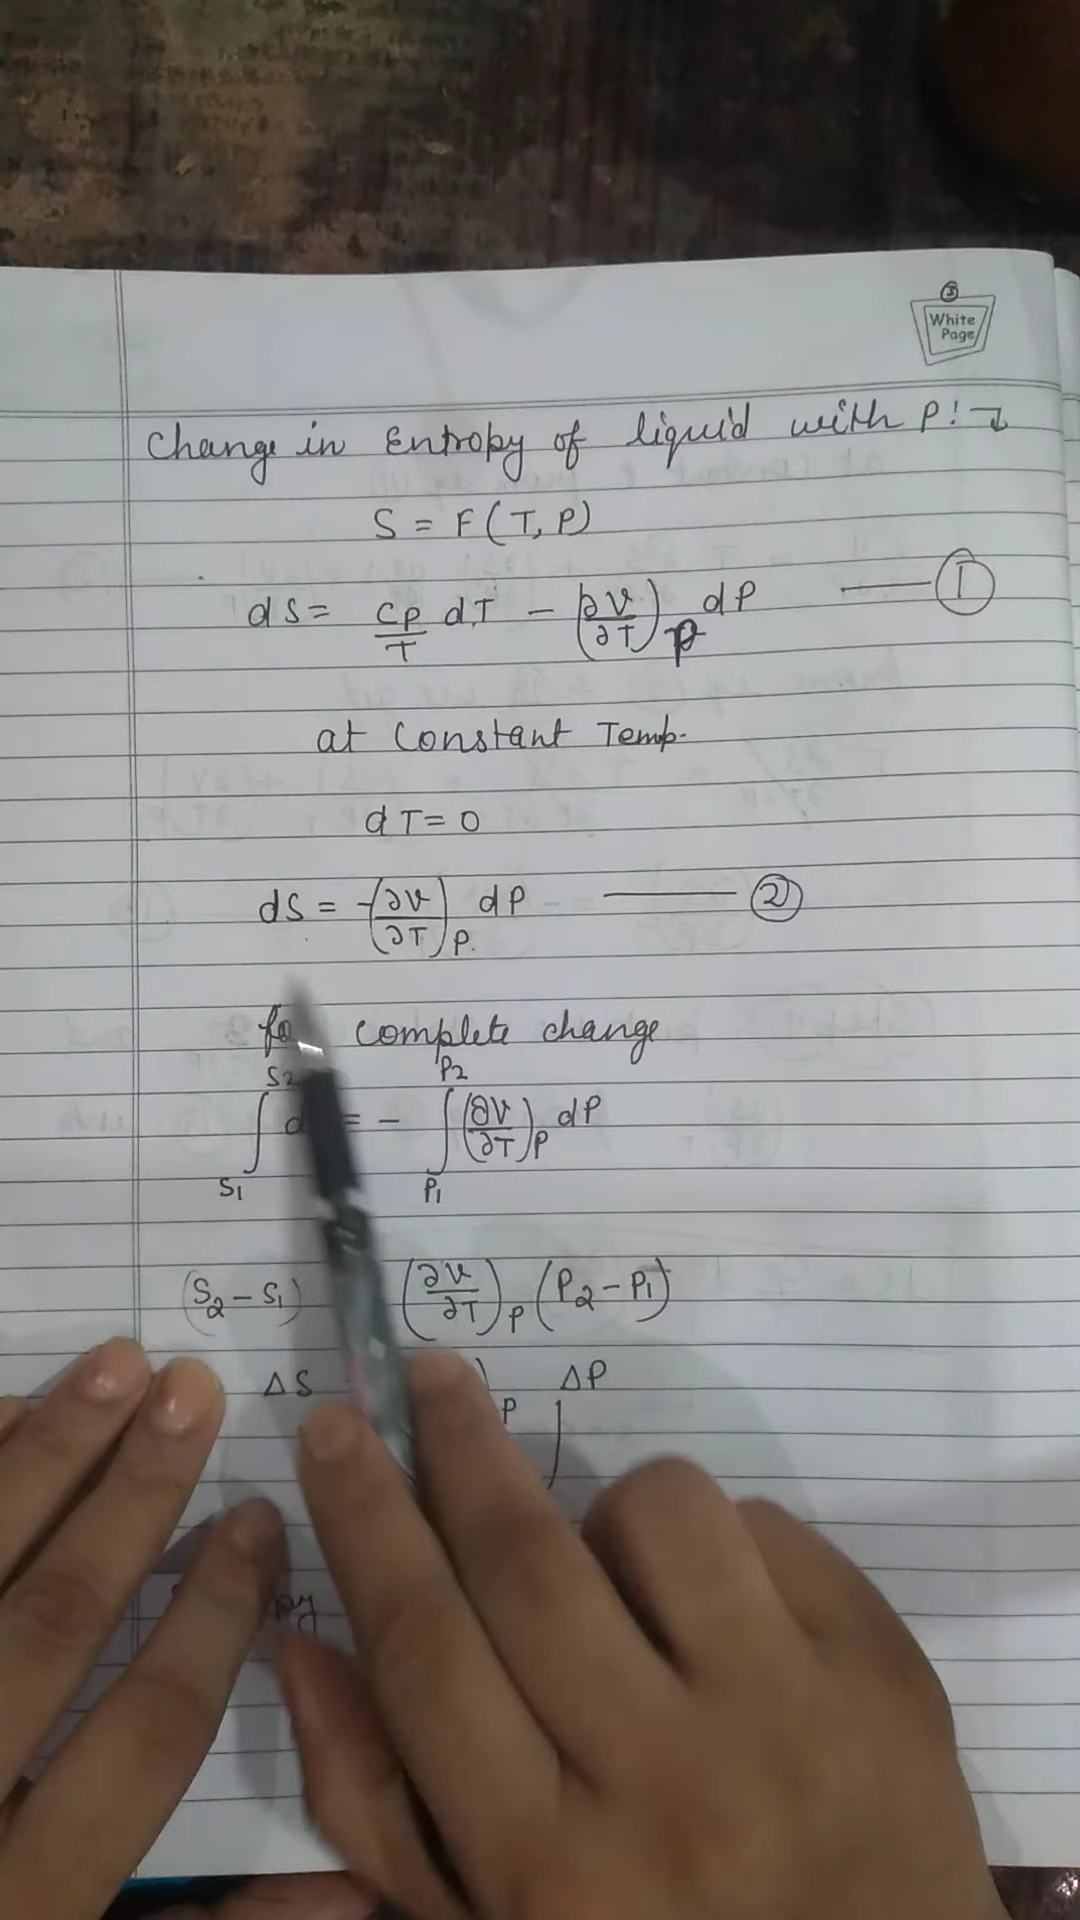 ③
White
Page
Change in Entropy of liquid with P:↴
S = F(T, P)
dS = CP/T dT - (∂V/∂T)P dP —— ①
at constant Temp.
dT = 0
dS = -(∂V/∂T)P. dP —— ②
complete change
S2 P2
∫ d = - ∫ (∂V/∂T)P dP
S1 P1
(S2 - S1) (∂V/∂T)P (P2 - P1)
ΔS )P ΔP